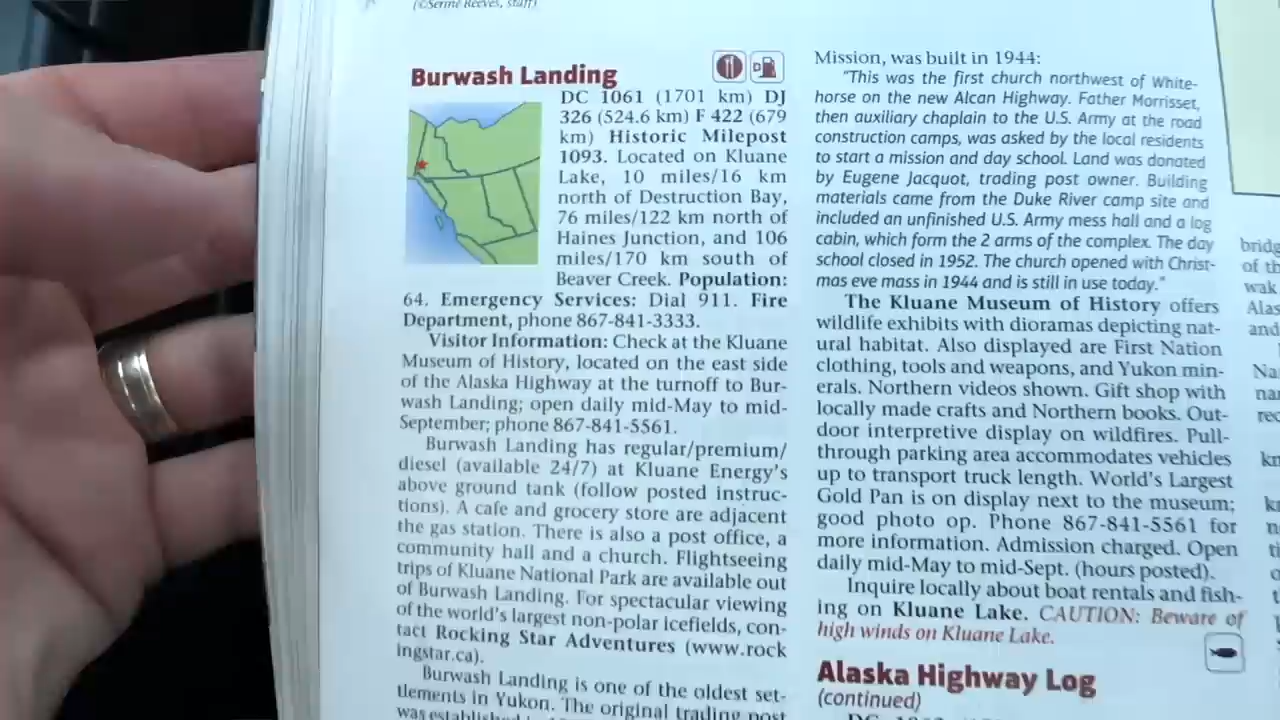 (©Serine Reeves, staff)
Burwash Landing
DC 1061 (1701 km) DJ
326 (524.6 km) F 422 (679
km) Historic Milepost
1093. Located on Kluane
Lake, 10 miles/16 km
north of Destruction Bay,
76 miles/122 km north of
Haines Junction, and 106
miles/170 km south of
Beaver Creek. Population:
64. Emergency Services: Dial 911. Fire
Department, phone 867-841-3333.
Visitor Information: Check at the Kluane
Museum of History, located on the east side
of the Alaska Highway at the turnoff to Bur-
wash Landing; open daily mid-May to mid-
September; phone 867-841-5561.
Burwash Landing has regular/premium/
diesel (available 24/7) at Kluane Energy's
above ground tank (follow posted instruc-
tions). A cafe and grocery store are adjacent
the gas station. There is also a post office, a
community hall and a church. Flightseeing
trips of Kluane National Park are available out
of Burwash Landing. For spectacular viewing
of the world's largest non-polar icefields, con-
tact Rocking Star Adventures (www.rock
ingstar.ca).
Burwash Landing is one of the oldest set-
tlements in Yukon. The original trading post
was established
Mission, was built in 1944:
"This was the first church northwest of White-
horse on the new Alcan Highway. Father Morrisset,
then auxiliary chaplain to the U.S. Army at the road
construction camps, was asked by the local residents
to start a mission and day school. Land was donated
by Eugene Jacquot, trading post owner. Building
materials came from the Duke River camp site and
included an unfinished U.S. Army mess hall and a log
cabin, which form the 2 arms of the complex. The day
school closed in 1952. The church opened with Christ-
mas eve mass in 1944 and is still in use today."
The Kluane Museum of History offers
wildlife exhibits with dioramas depicting nat-
ural habitat. Also displayed are First Nation
clothing, tools and weapons, and Yukon min-
erals. Northern videos shown. Gift shop with
locally made crafts and Northern books. Out-
door interpretive display on wildfires. Pull-
through parking area accommodates vehicles
up to transport truck length. World's Largest
Gold Pan is on display next to the museum;
good photo op. Phone 867-841-5561 for
more information. Admission charged. Open
daily mid-May to mid-Sept. (hours posted).
Inquire locally about boat rentals and fish-
ing on Kluane Lake. CAUTION: Beware of
high winds on Kluane Lake.
Alaska Highway Log
(continued)
bridg
of th
wak
Alas
and
Na